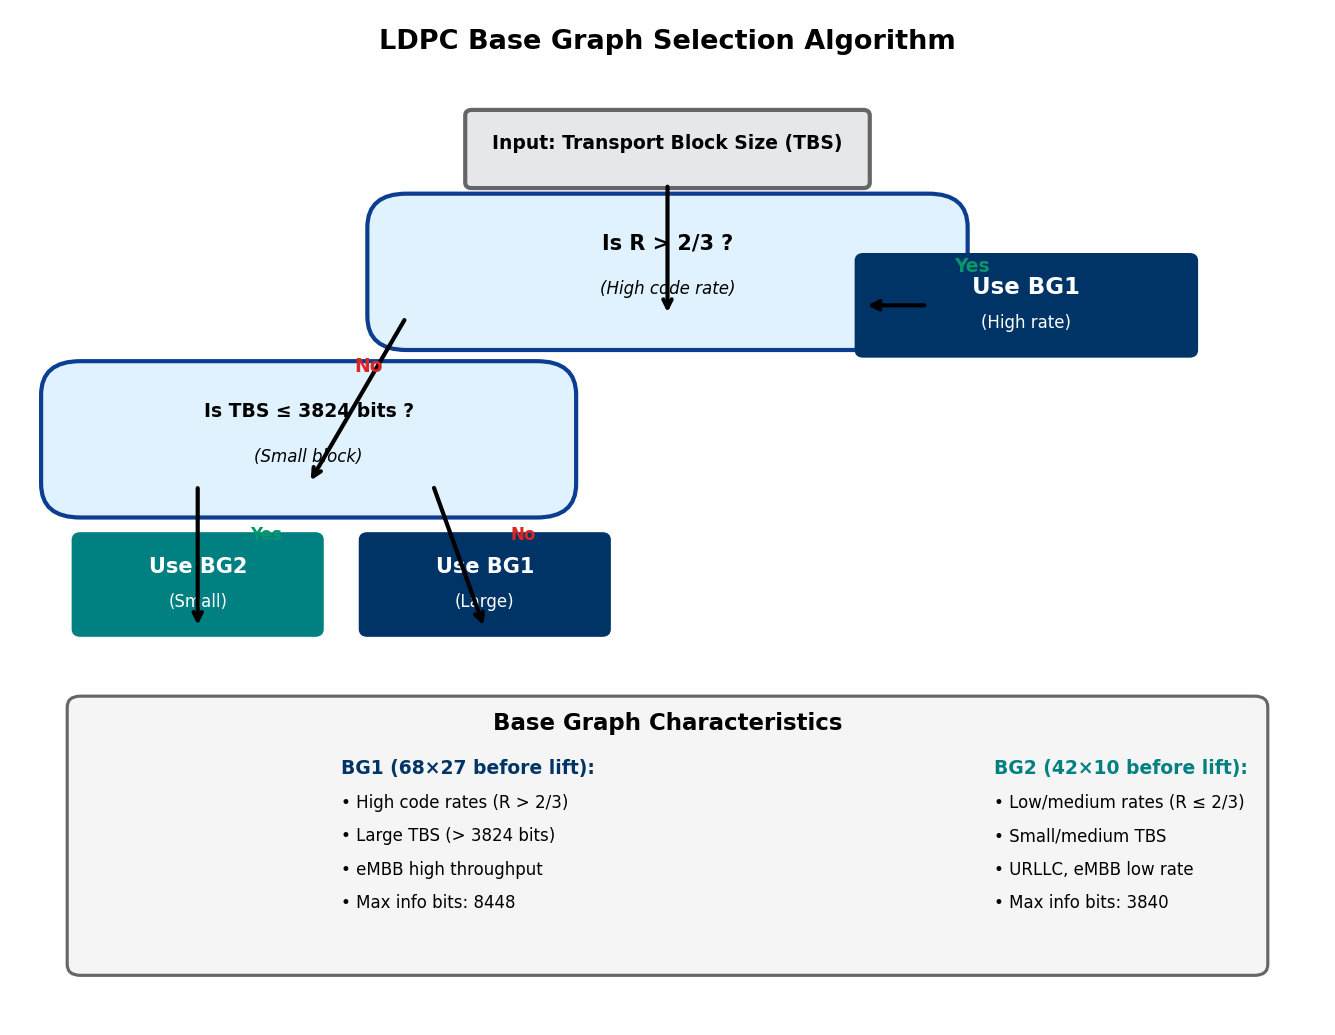 LDPC Base Graph Selection Algorithm
Input: Transport Block Size (TBS)
Is R > 2/3 ?
(High code rate)
Yes
Use BG1
(High rate)
No
Is TBS ≤ 3824 bits ?
(Small block)
Yes
Use BG2
(Small)
No
Use BG1
(Large)
Base Graph Characteristics
BG1 (68×27 before lift):
• High code rates (R > 2/3)
• Large TBS (> 3824 bits)
• eMBB high throughput
• Max info bits: 8448
BG2 (42×10 before lift):
• Low/medium rates (R ≤ 2/3)
• Small/medium TBS
• URLLC, eMBB low rate
• Max info bits: 3840